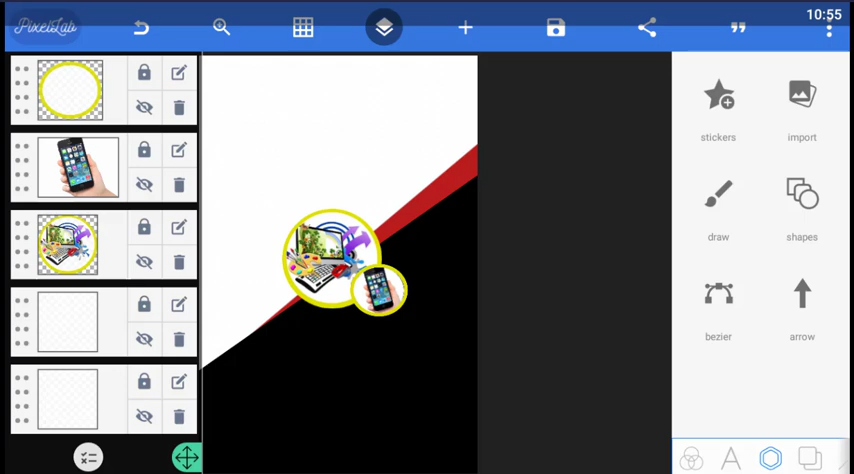 PixelLab
10:55
stickers
import
draw
shapes
bezier
arrow